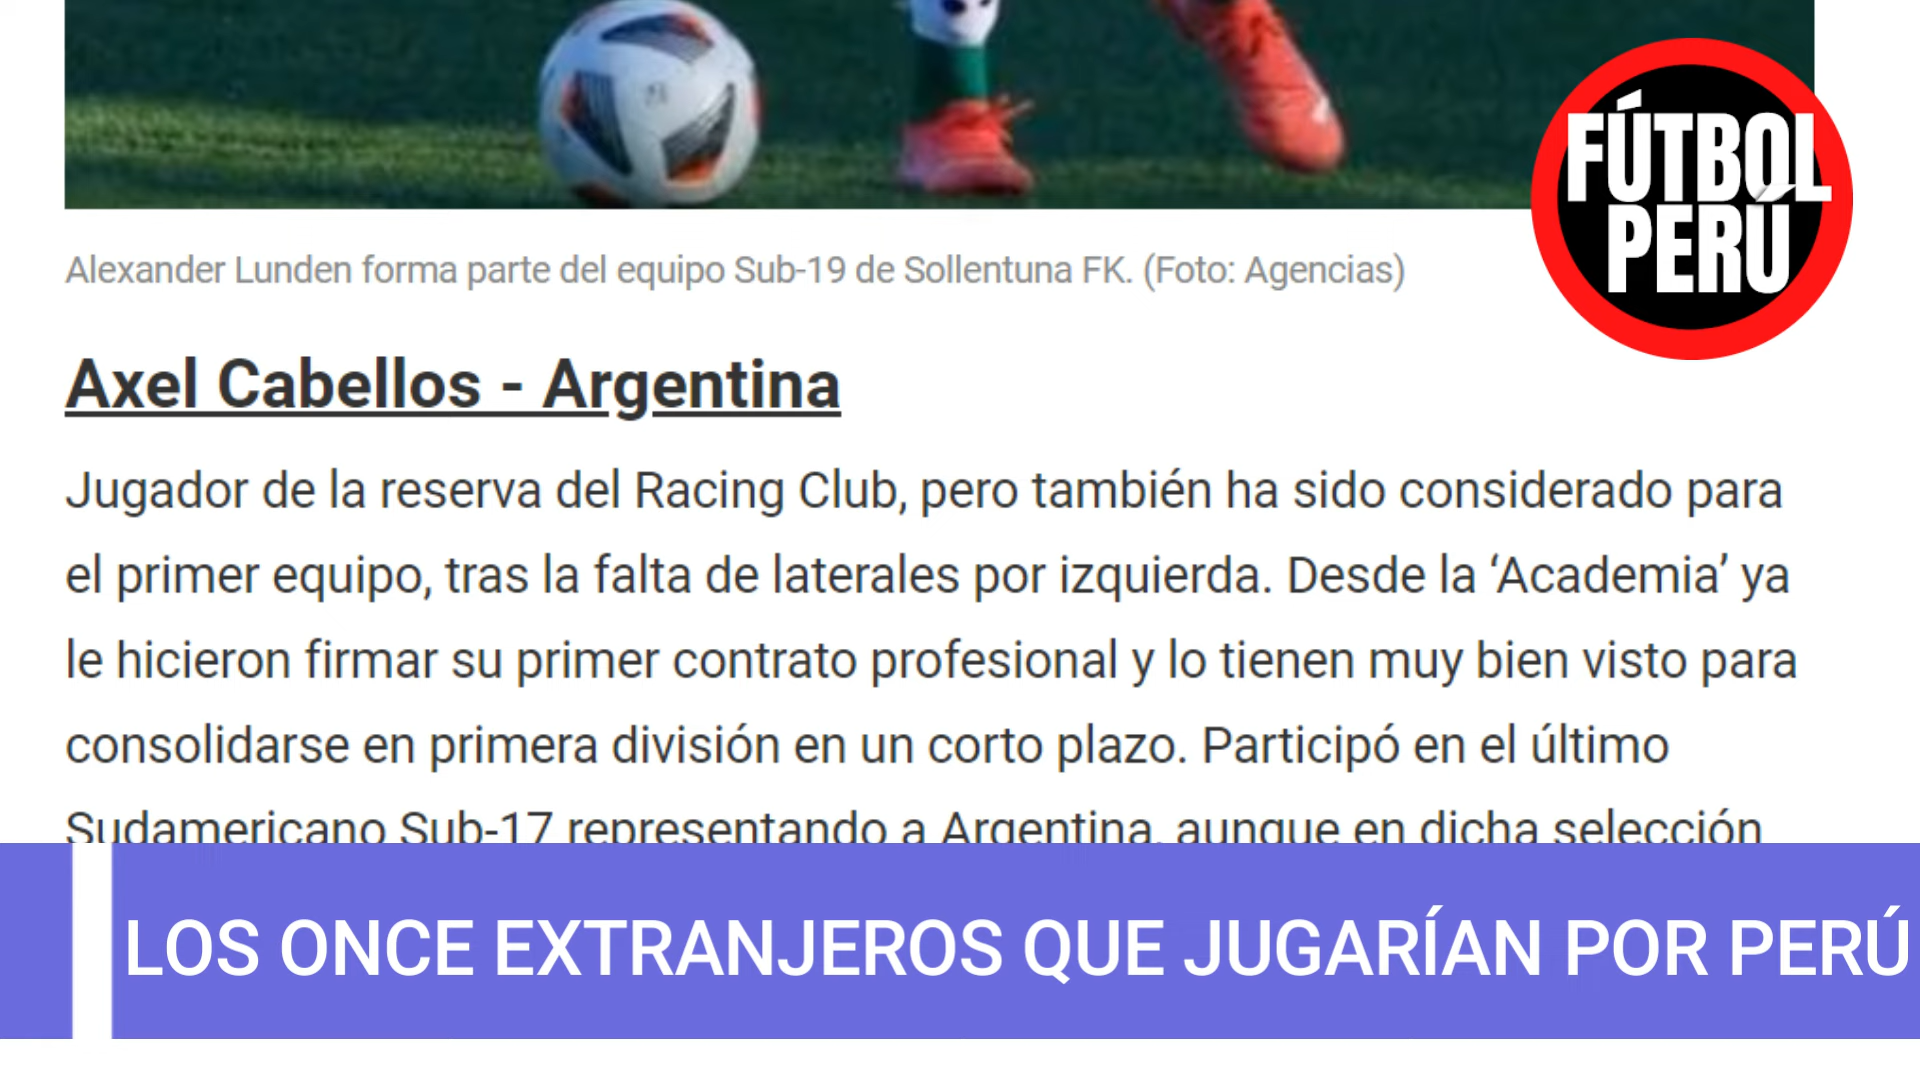 FÚTBOL
PERÚ
Alexander Lunden forma parte del equipo Sub-19 de Sollentuna FK. (Foto: Agencias)
Axel Cabellos - Argentina
Jugador de la reserva del Racing Club, pero también ha sido considerado para
el primer equipo, tras la falta de laterales por izquierda. Desde la ‘Academia’ ya
le hicieron firmar su primer contrato profesional y lo tienen muy bien visto para
consolidarse en primera división en un corto plazo. Participó en el último
Sudamericano Sub-17 representando a Argentina, aunque en dicha selección
LOS ONCE EXTRANJEROS QUE JUGARÍAN POR PERÚ